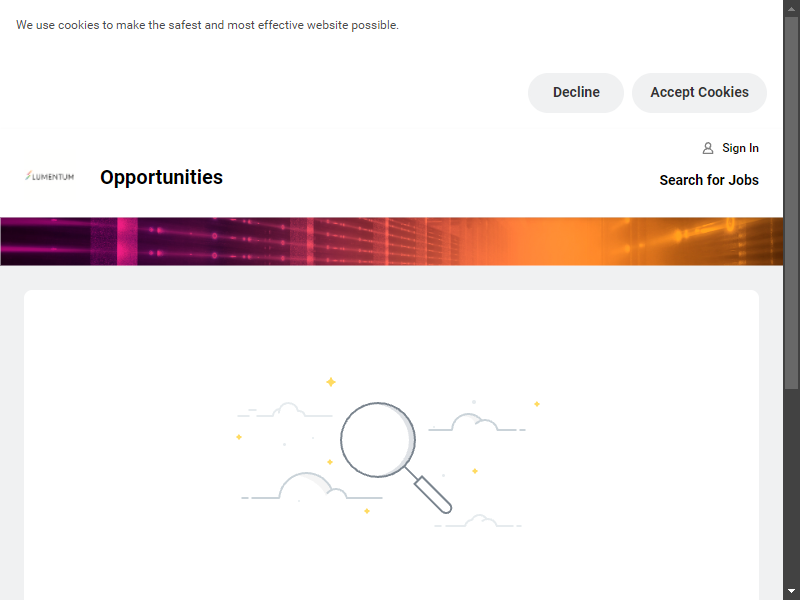 We use cookies to make the safest and most effective website possible.
Decline
Accept Cookies
Sign In
LUMENTUM
Opportunities
Search for Jobs